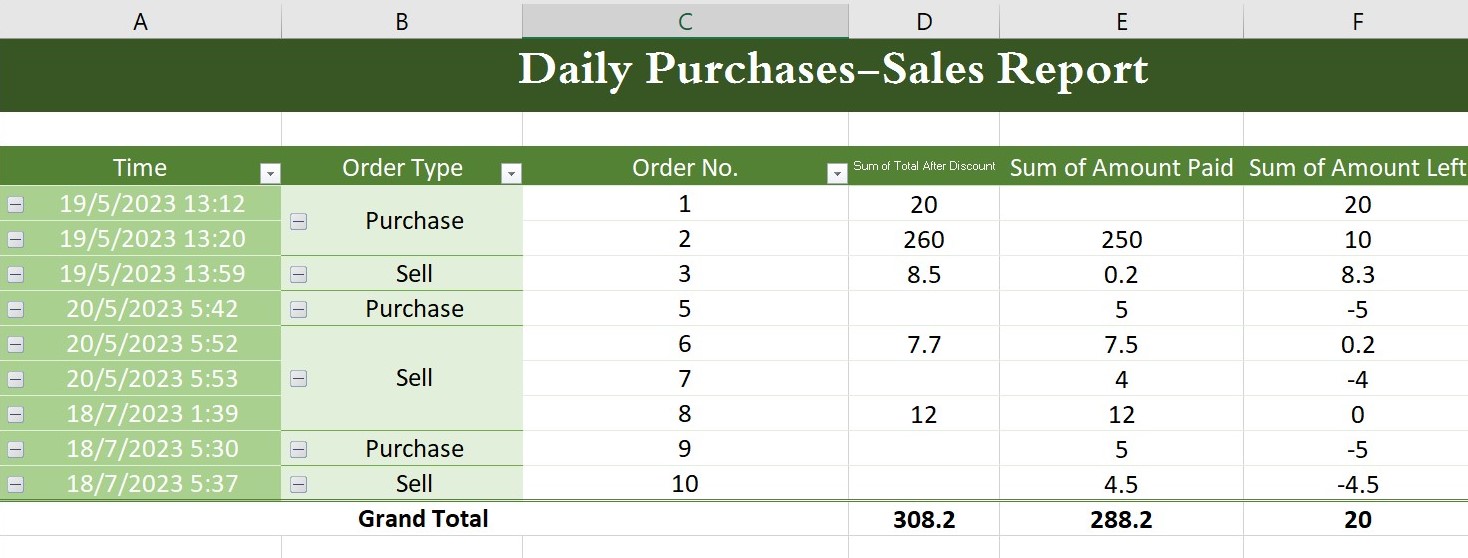 A B C D E F
Daily Purchases–Sales Report
Time Order Type Order No. Sum of Total After Discount Sum of Amount Paid Sum of Amount Left
19/5/2023 13:12 Purchase 1 20 20
19/5/2023 13:20 2 260 250 10
19/5/2023 13:59 Sell 3 8.5 0.2 8.3
20/5/2023 5:42 Purchase 5 5 -5
20/5/2023 5:52 6 7.7 7.5 0.2
20/5/2023 5:53 Sell 7 4 -4
18/7/2023 1:39 8 12 12 0
18/7/2023 5:30 Purchase 9 5 -5
18/7/2023 5:37 Sell 10 4.5 -4.5
Grand Total 308.2 288.2 20